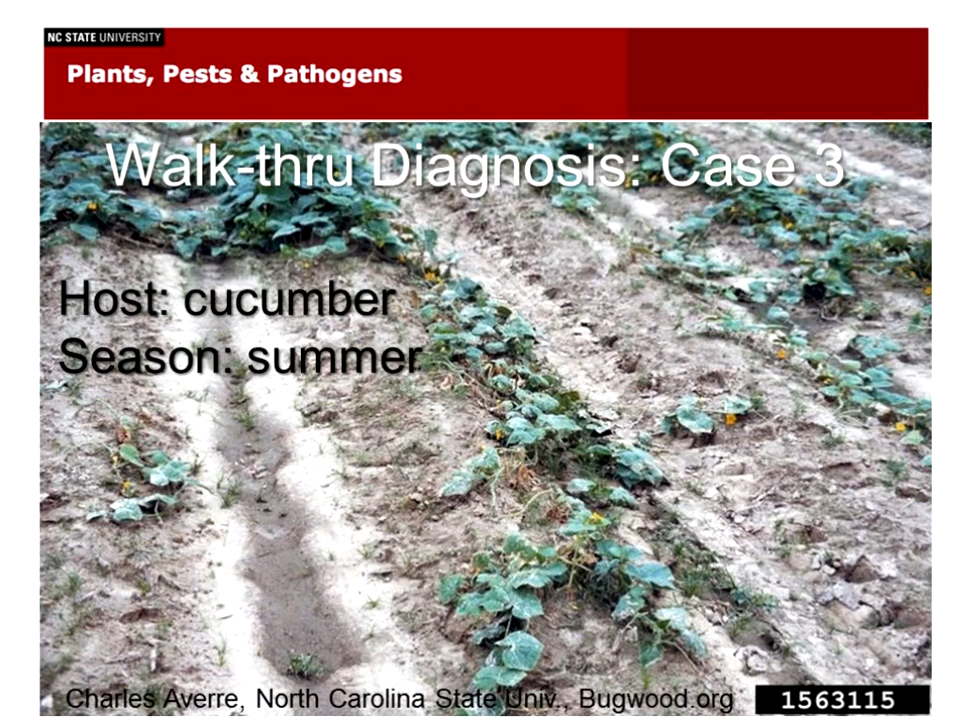 NC STATE UNIVERSITY
Plants, Pests & Pathogens
Walk-thru Diagnosis: Case 3
Host: cucumber
Season: summer
Charles Averre, North Carolina State Univ., Bugwood.org
1563115